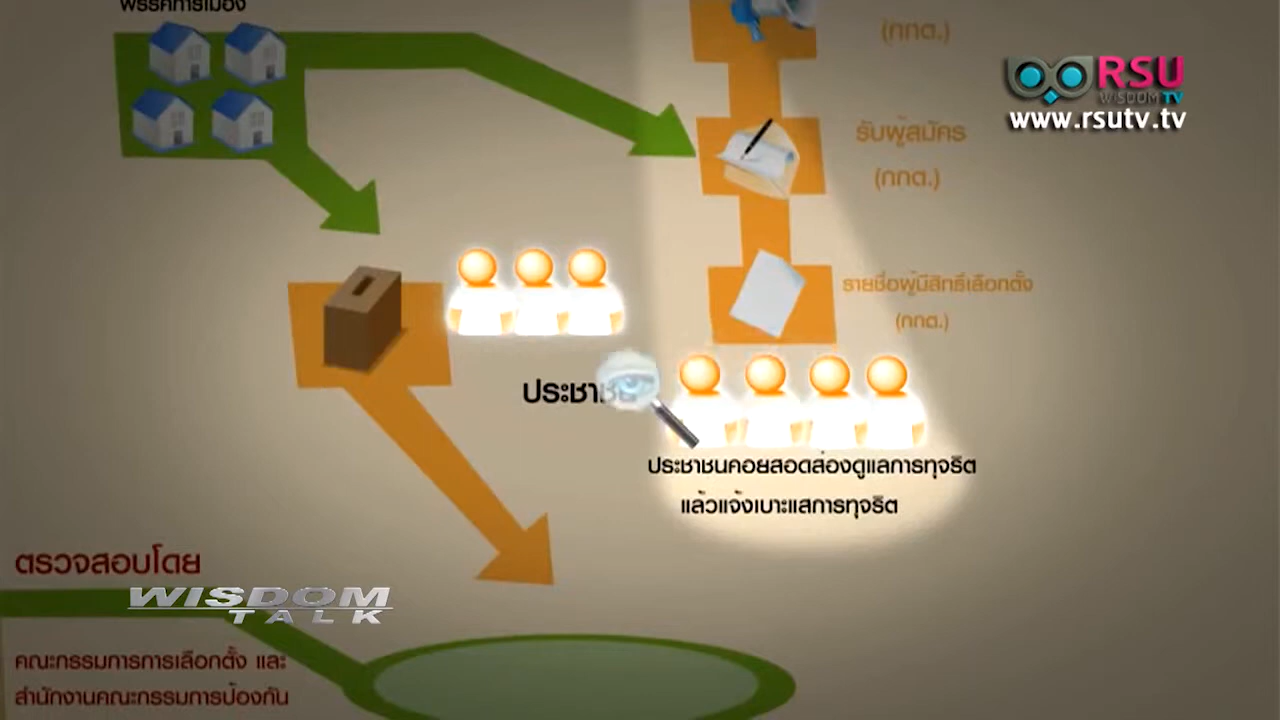 พรรคการเมือง
(กกต.)
RSU
WISDOM TV
www.rsutv.tv
รับผู้สมัคร
(กกต.)
รายชื่อผู้มีสิทธิ์เลือกตั้ง
(กกต.)
ประชาชน
ประชาชนคอยสอดส่องดูแลการทุจริต
แล้วแจ้งเบาะแสการทุจริต
ตรวจสอบโดย
WISDOM
TALK
คณะกรรมการการเลือกตั้ง และ
สำนักงานคณะกรรมการป้องกัน